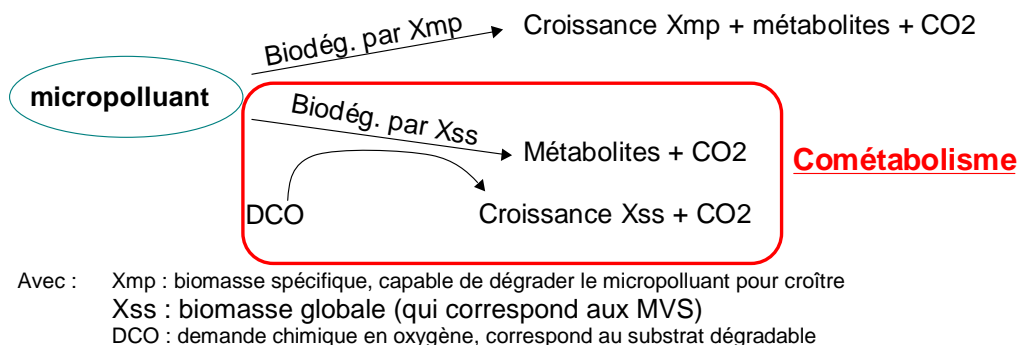 Biodég. par Xmp
Croissance Xmp + métabolites + CO2
micropolluant
Biodég. par Xss
Métabolites + CO2
Cométabolisme
DCO
Croissance Xss + CO2
Avec : Xmp : biomasse spécifique, capable de dégrader le micropolluant pour croître
Xss : biomasse globale (qui correspond aux MVS)
DCO : demande chimique en oxygène, correspond au substrat dégradable